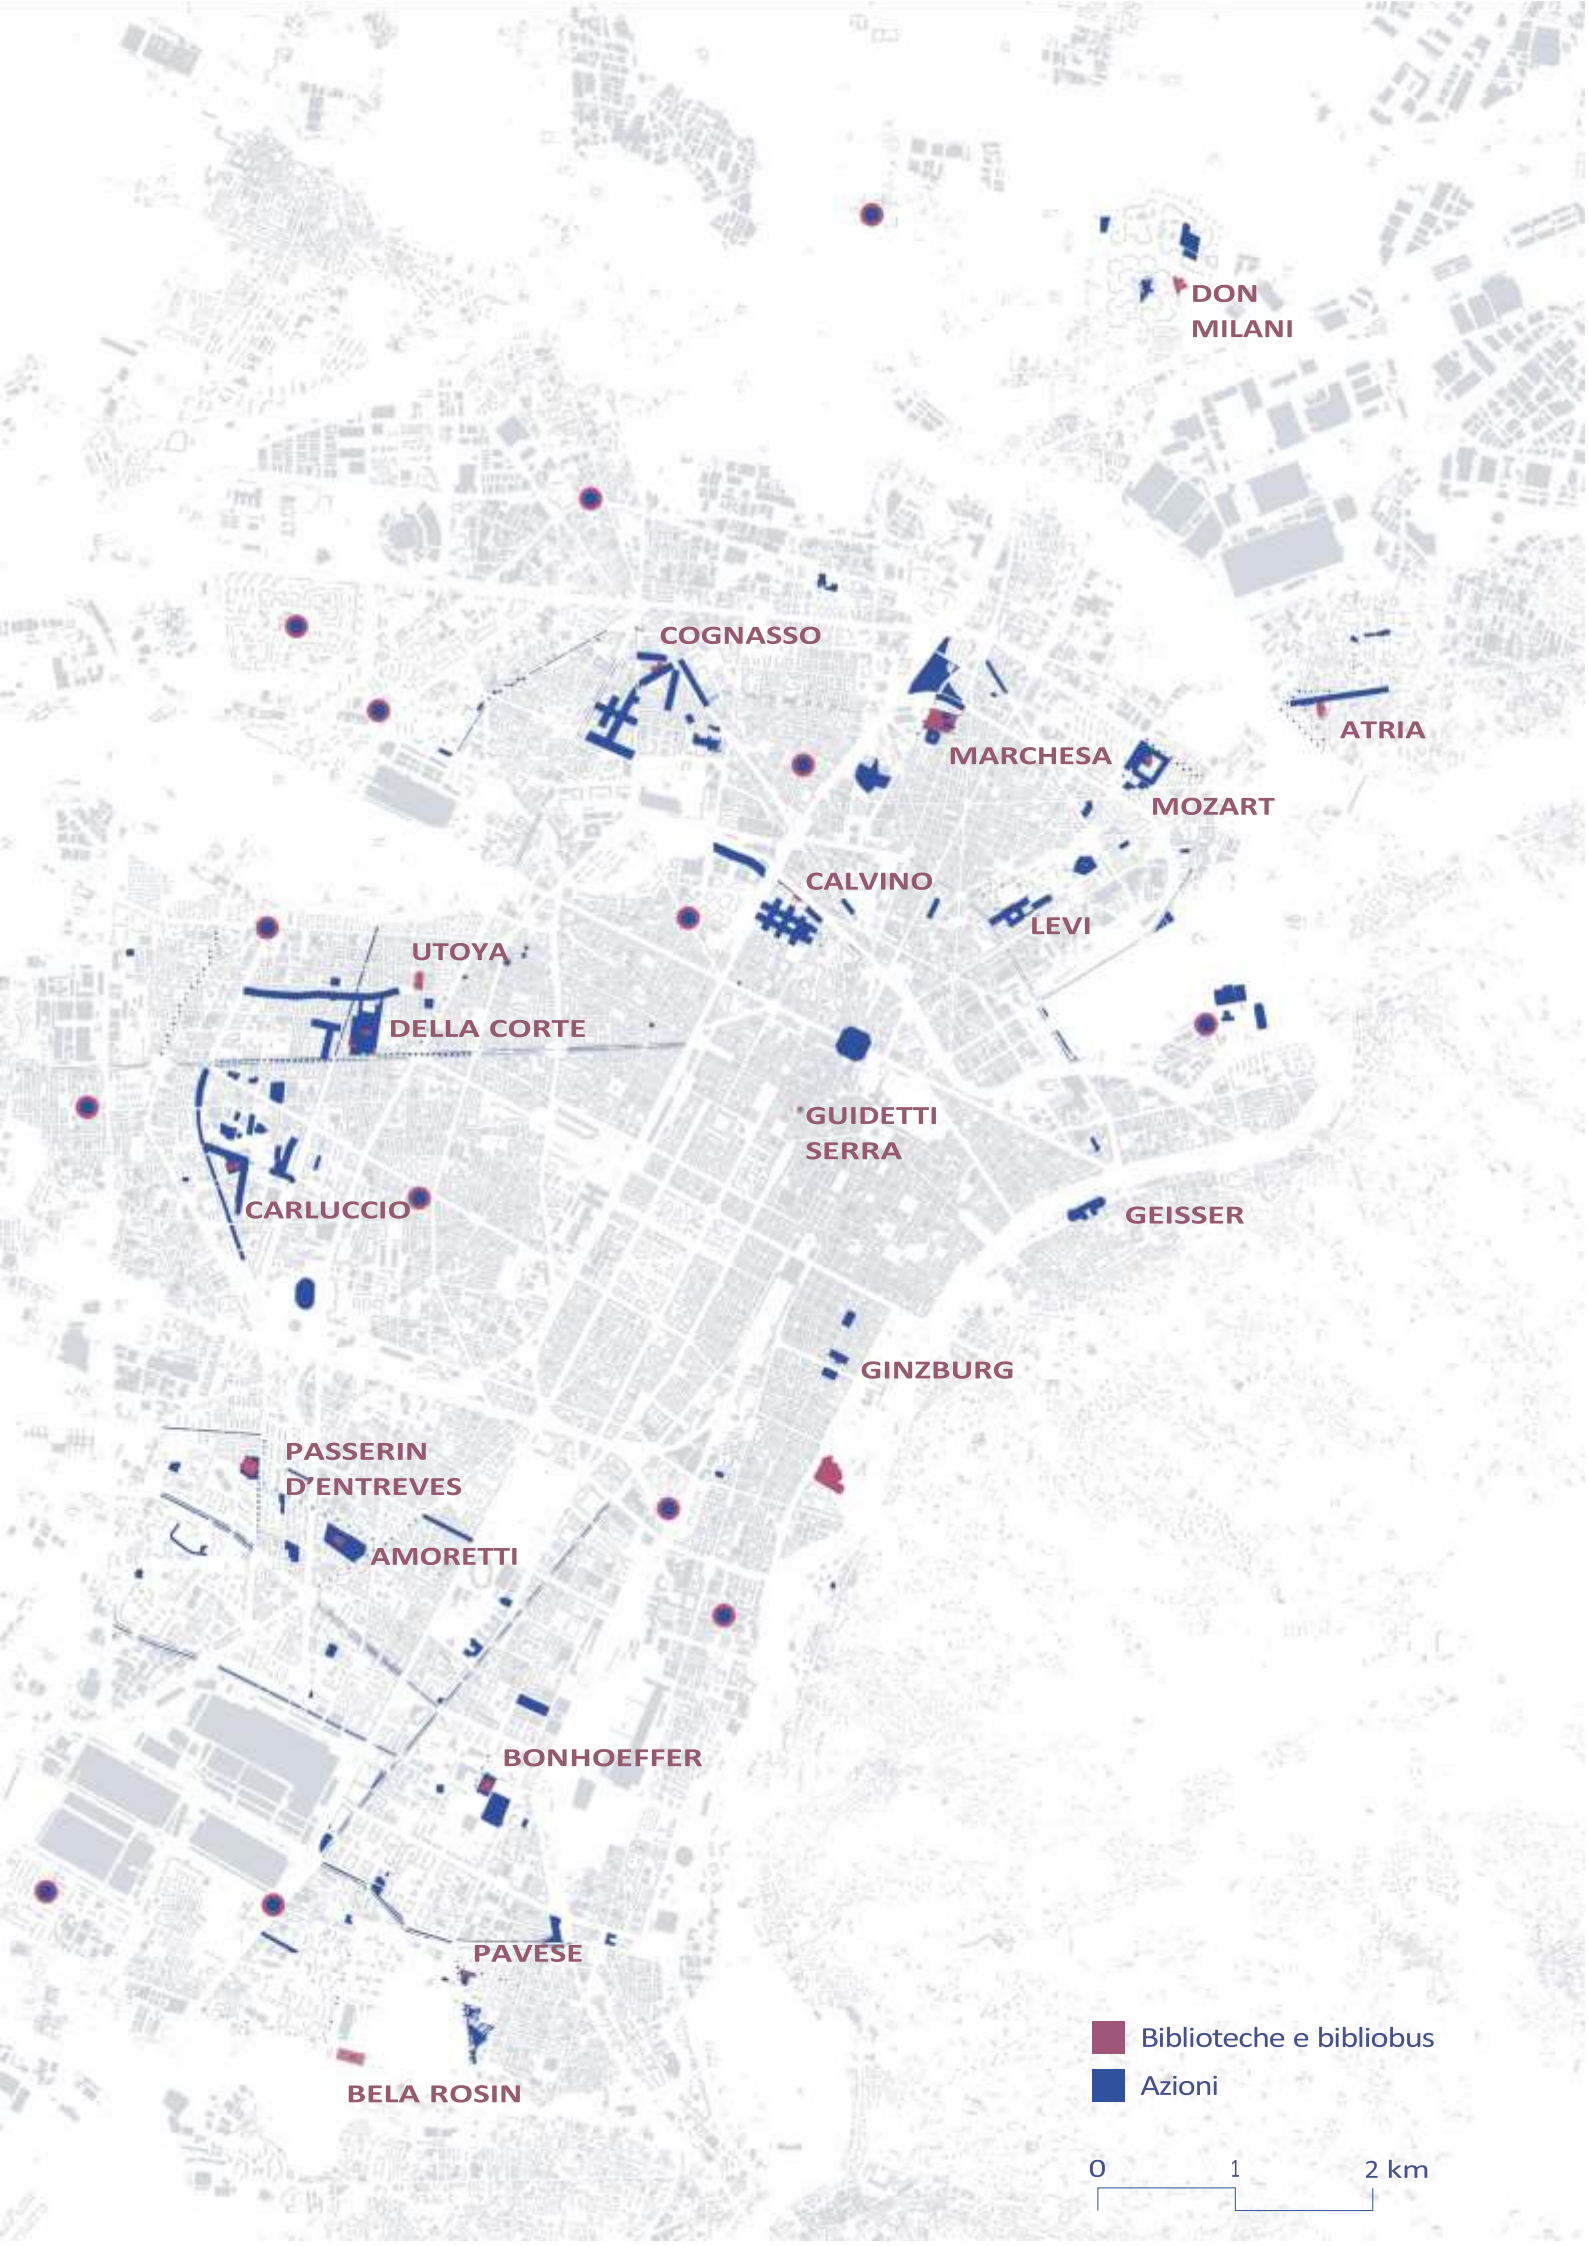 DON
MILANI
COGNASSO
ATRIA
MARCHESA
MOZART
CALVINO
LEVI
UTOYA
DELLA CORTE
GUIDETTI
SERRA
CARLUCCIO
GEISSER
GINZBURG
PASSERIN
D'ENTREVES
AMORETTI
BONHOEFFER
PAVESE
BELA ROSIN
Biblioteche e bibliobus
Azioni
0 1 2 km